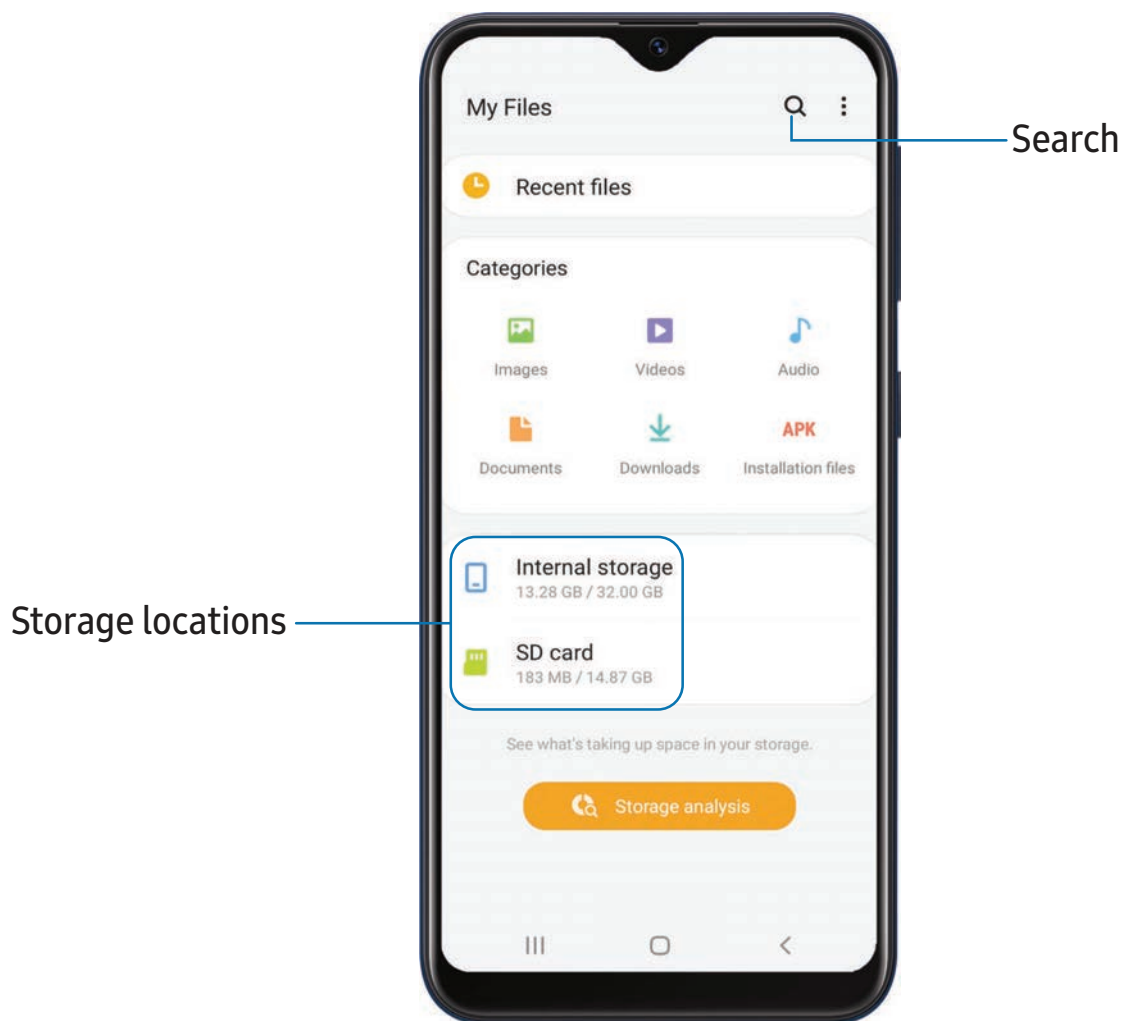 My Files
Search
Recent files
Categories
Images Videos Audio
Documents Downloads APK Installation files
Internal storage
13.28 GB / 32.00 GB
Storage locations
SD card
183 MB / 14.87 GB
See what's taking up space in your storage.
Storage analysis